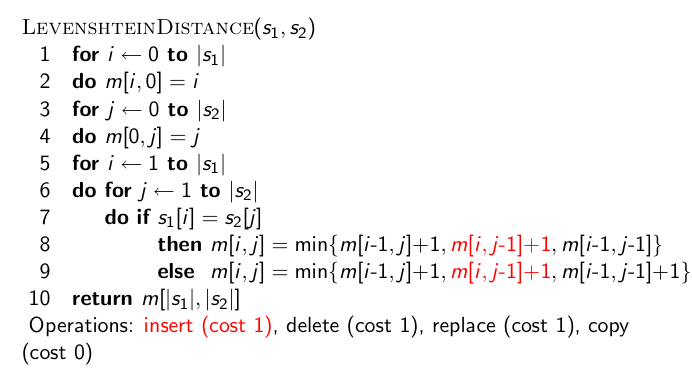 LEVENSHTEINDISTANCE(s₁, s₂)
1 for i ← 0 to |s₁|
2 do m[i, 0] = i
3 for j ← 0 to |s₂|
4 do m[0, j] = j
5 for i ← 1 to |s₁|
6 do for j ← 1 to |s₂|
7 do if s₁[i] = s₂[j]
8 then m[i, j] = min{m[i-1, j]+1, m[i, j-1]+1, m[i-1, j-1]}
9 else m[i, j] = min{m[i-1, j]+1, m[i, j-1]+1, m[i-1, j-1]+1}
10 return m[|s₁|, |s₂|]
Operations: insert (cost 1), delete (cost 1), replace (cost 1), copy
(cost 0)